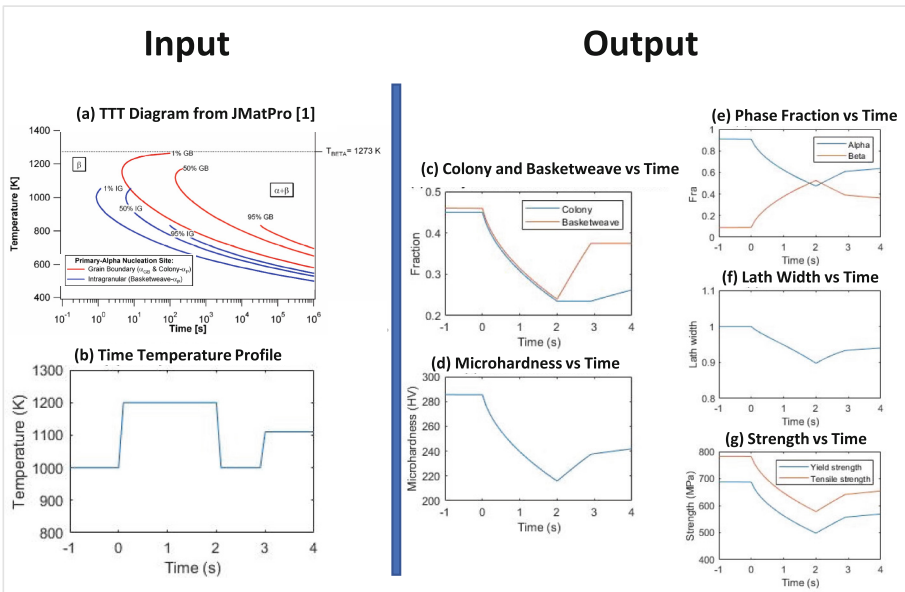 Input
Output
(a) TTT Diagram from JMatPro [1]
1400
1200
1000
800
600
400
Temperature [K]
β
1% GB
T_BETA = 1273 K
50% GB
α+β
1% IG
50% IG
95% IG
95% GB
Primary-Alpha Nucleation Site:
Grain Boundary (α_GB & Colony-α_P)
Intragranular (Basketweave-α_P)
10^-1 10^0 10^1 10^2 10^3 10^4 10^5 10^6
Time [s]
(b) Time Temperature Profile
1300
1200
1100
1000
900
800
Temperature (K)
-1 0 1 2 3 4
Time (s)
(c) Colony and Basketweave vs Time
0.5
0.4
0.3
0.2
Fraction
Colony
Basketweave
-1 0 1 2 3 4
Time (s)
(d) Microhardness vs Time
300
280
260
240
220
200
Microhardness (HV)
-1 0 1 2 3 4
Time (s)
(e) Phase Fraction vs Time
1
0.8
0.6
0.4
0.2
0
Fra
Alpha
Beta
-1 0 1 2 3 4
Time (s)
(f) Lath Width vs Time
1.1
1
0.9
0.8
Lath width
-1 0 1 2 3 4
Time (s)
(g) Strength vs Time
800
700
600
500
400
Strength (MPa)
Yield strength
Tensile strength
-1 0 1 2 3 4
Time (s)